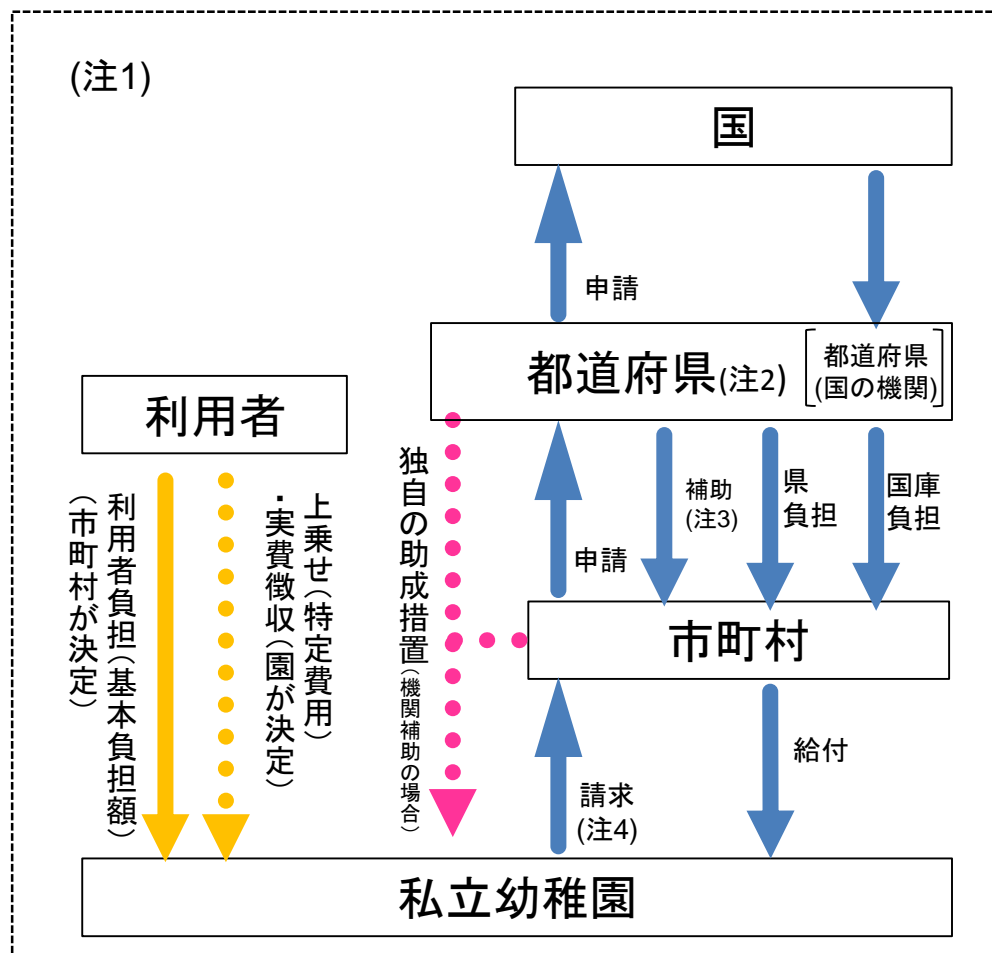 (注1)
国
申請
都道府県(注2)
都道府県
(国の機関)
利用者
独自の助成措置(機関補助の場合)
補助
(注3)
県
負担
国庫
負担
申請
上乗せ(特定費用)
・実費徴収(園が決定)
利用者負担(基本負担額)
(市町村が決定)
市町村
請求
(注4)
給付
私立幼稚園